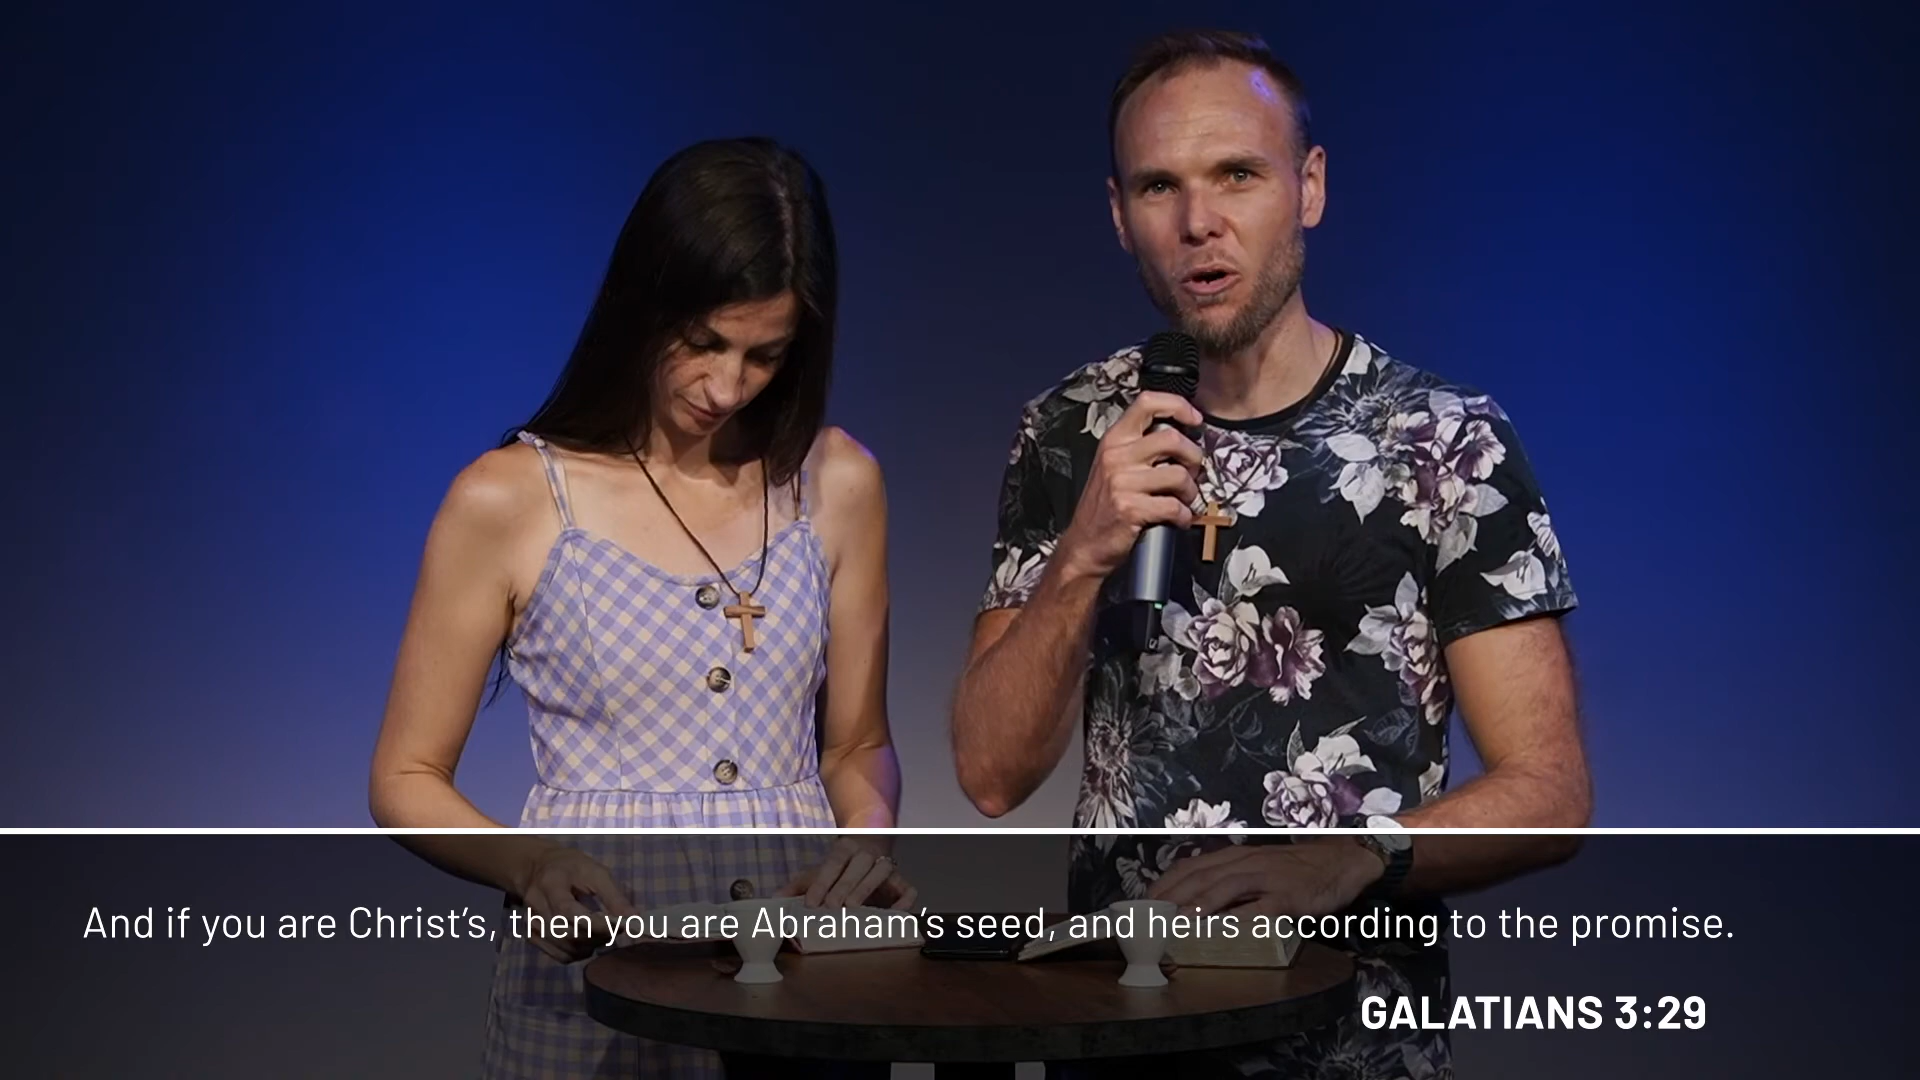 And if you are Christ’s, then you are Abraham’s seed, and heirs according to the promise.
GALATIANS 3:29